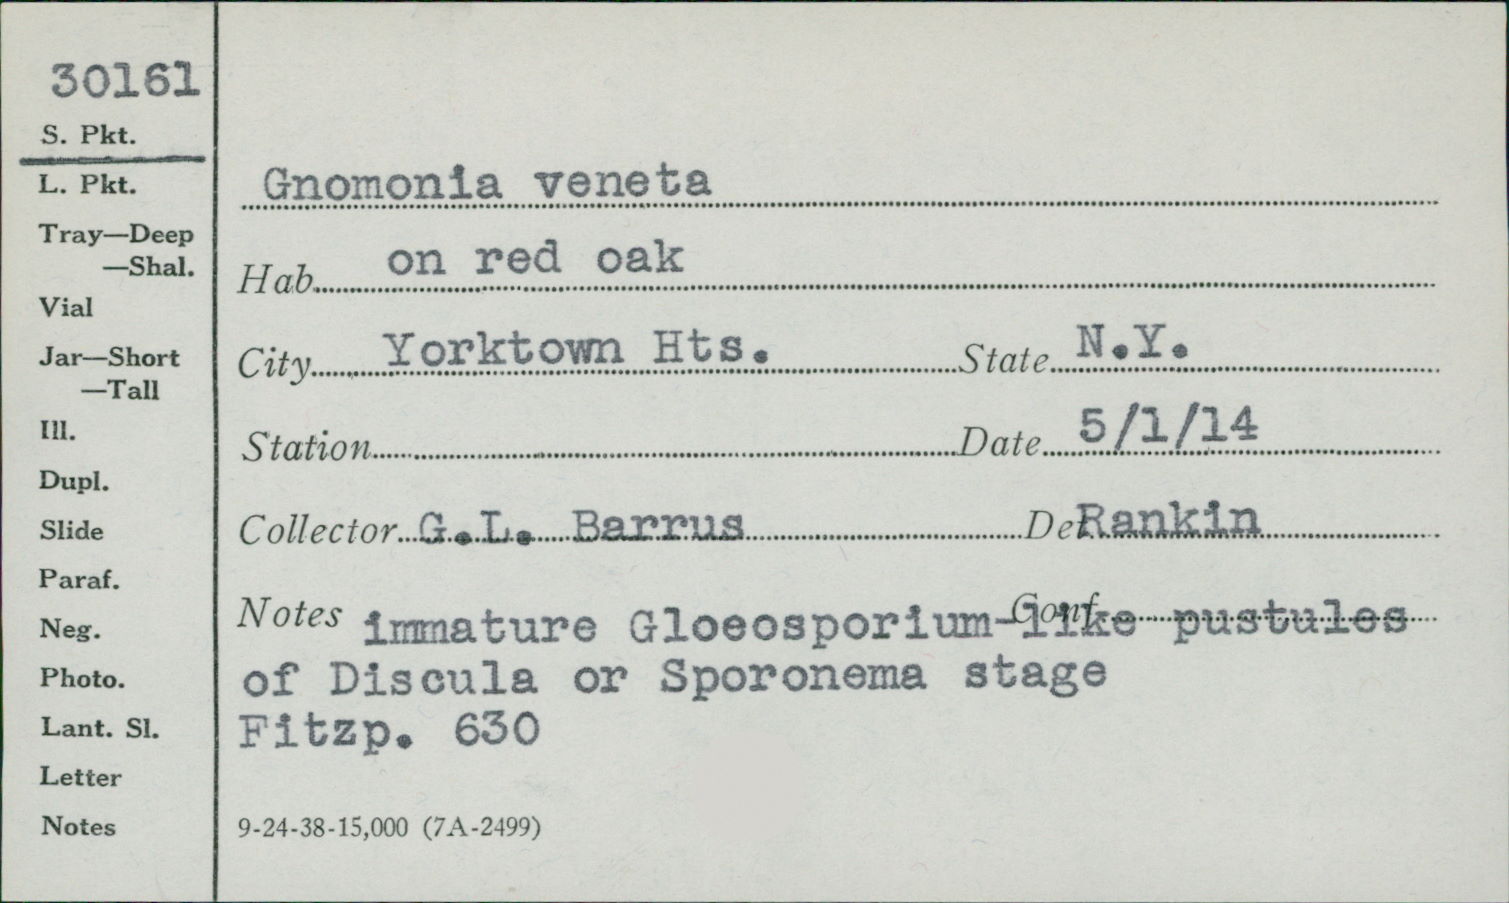 30161
S. Pkt.
L. Pkt.
Tray—Deep
—Shal.
Vial
Jar—Short
—Tall
Ill.
Dupl.
Slide
Paraf.
Neg.
Photo.
Lant. Sl.
Letter
Notes
Gnomonia veneta
Hab. on red oak
City Yorktown Hts. State N.Y.
Station Date 5/1/14
Collector G.L. Barrus Det. Rankin
Conf.
Notes immature Gloeosporium-like pustules
of Discula or Sporonema stage
Fitzp. 630
9-24-38-15,000 (7A-2499)